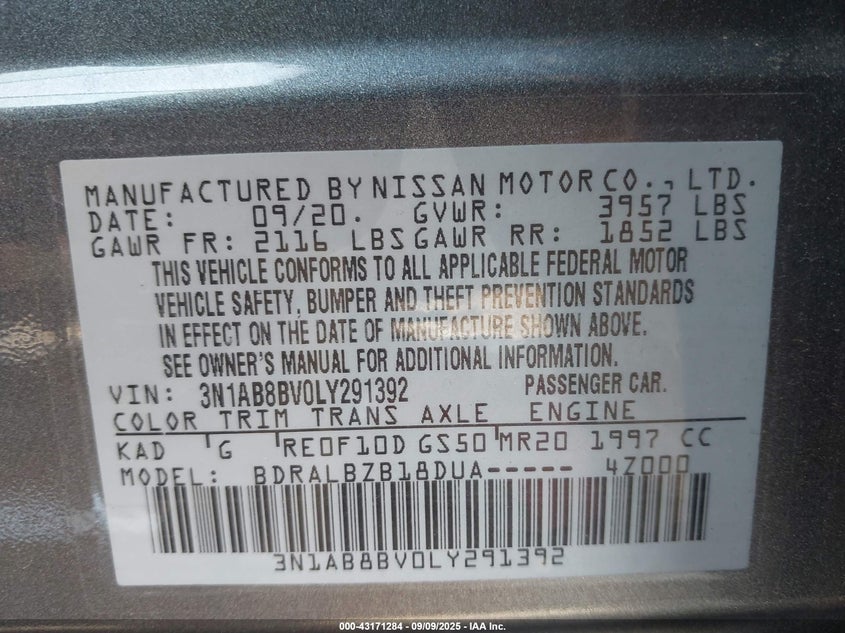 MANUFACTURED BY NISSAN MOTOR CO., LTD.
DATE: 09/20. GVWR: 3957 LBS
GAWR FR: 2116 LBS GAWR RR: 1852 LBS
THIS VEHICLE CONFORMS TO ALL APPLICABLE FEDERAL MOTOR
VEHICLE SAFETY, BUMPER AND THEFT PREVENTION STANDARDS
IN EFFECT ON THE DATE OF MANUFACTURE SHOWN ABOVE.
SEE OWNER'S MANUAL FOR ADDITIONAL INFORMATION.
VIN: 3N1AB8BV0LY291392 PASSENGER CAR.
COLOR TRIM TRANS AXLE ENGINE
KAD G RE0F10D GS50 MR20 1997 CC
MODEL: BDRALBZB18DUA----- 4Z000
3N1AB8BV0LY291392
000-43171284 | 09/09/2025 - IAA Inc.